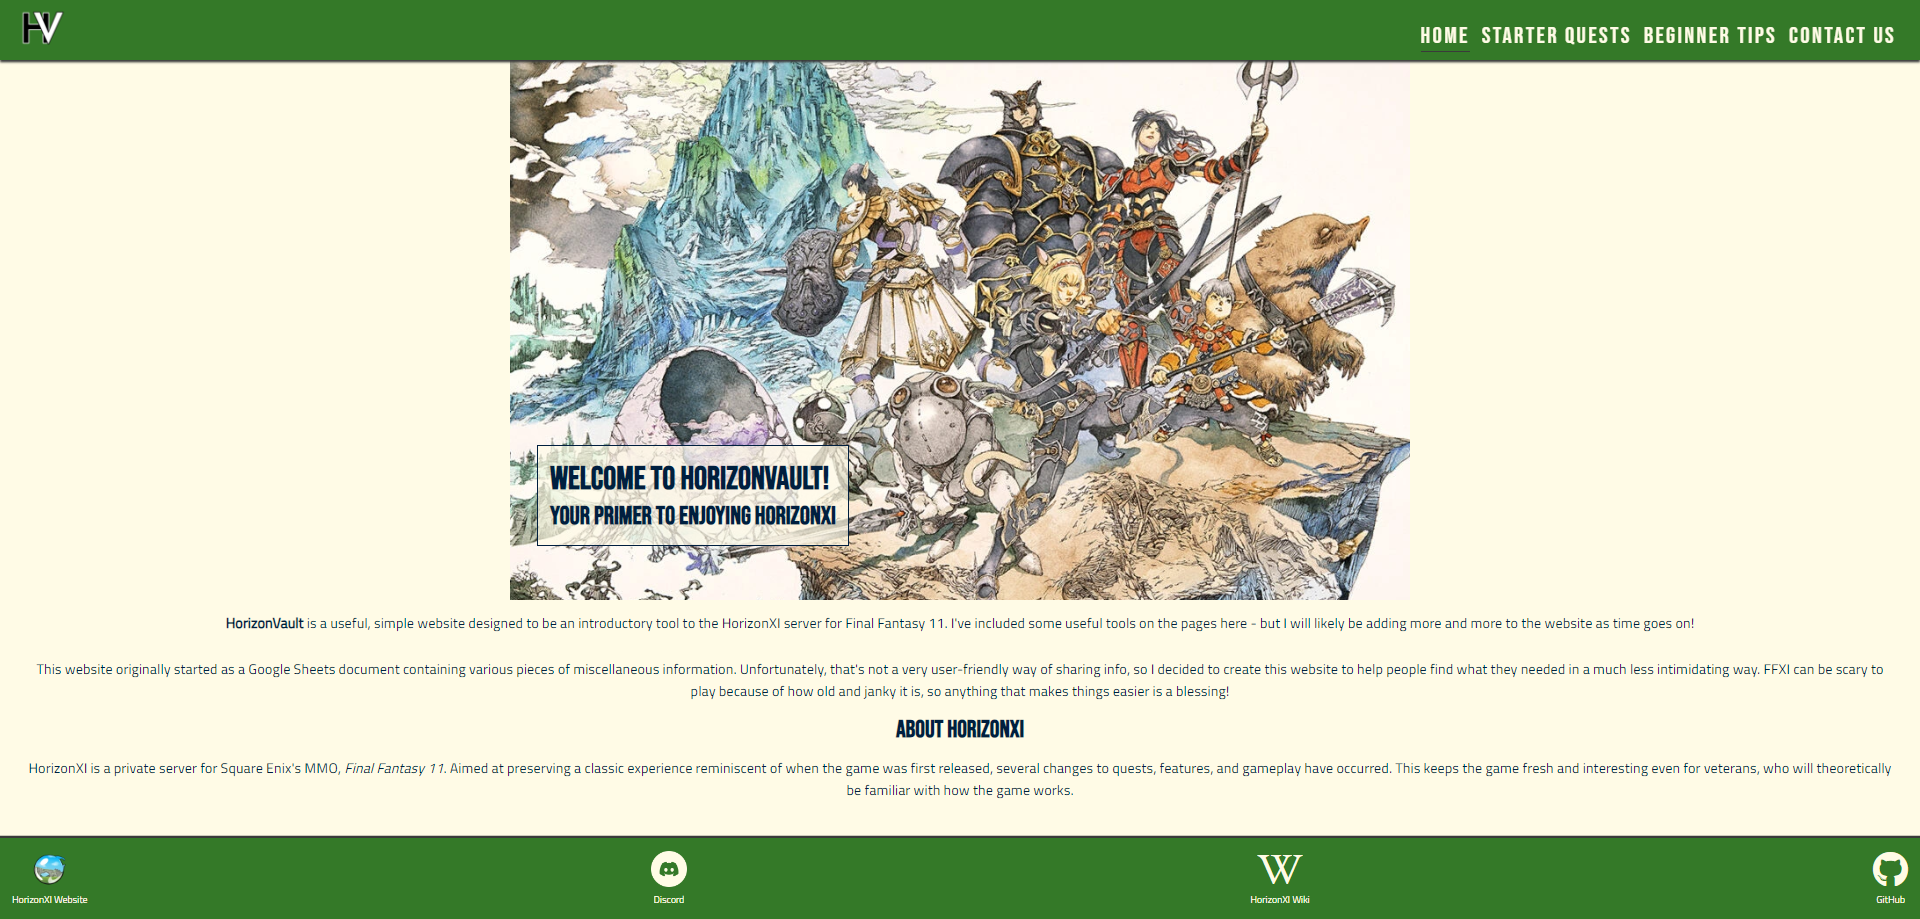 HV
HOME STARTER QUESTS BEGINNER TIPS CONTACT US
WELCOME TO HORIZONVAULT!
YOUR PRIMER TO ENJOYING HORIZONXI
HorizonVault is a useful, simple website designed to be an introductory tool to the HorizonXI server for Final Fantasy 11. I've included some useful tools on the pages here - but I will likely be adding more and more to the website as time goes on!
This website originally started as a Google Sheets document containing various pieces of miscellaneous information. Unfortunately, that's not a very user-friendly way of sharing info, so I decided to create this website to help people find what they needed in a much less intimidating way. FFXI can be scary to
play because of how old and janky it is, so anything that makes things easier is a blessing!
ABOUT HORIZONXI
HorizonXI is a private server for Square Enix's MMO, Final Fantasy 11. Aimed at preserving a classic experience reminiscent of when the game was first released, several changes to quests, features, and gameplay have occurred. This keeps the game fresh and interesting even for veterans, who will theoretically
be familiar with how the game works.
W
HorizonXI Website Discord HorizonXI Wiki GitHub